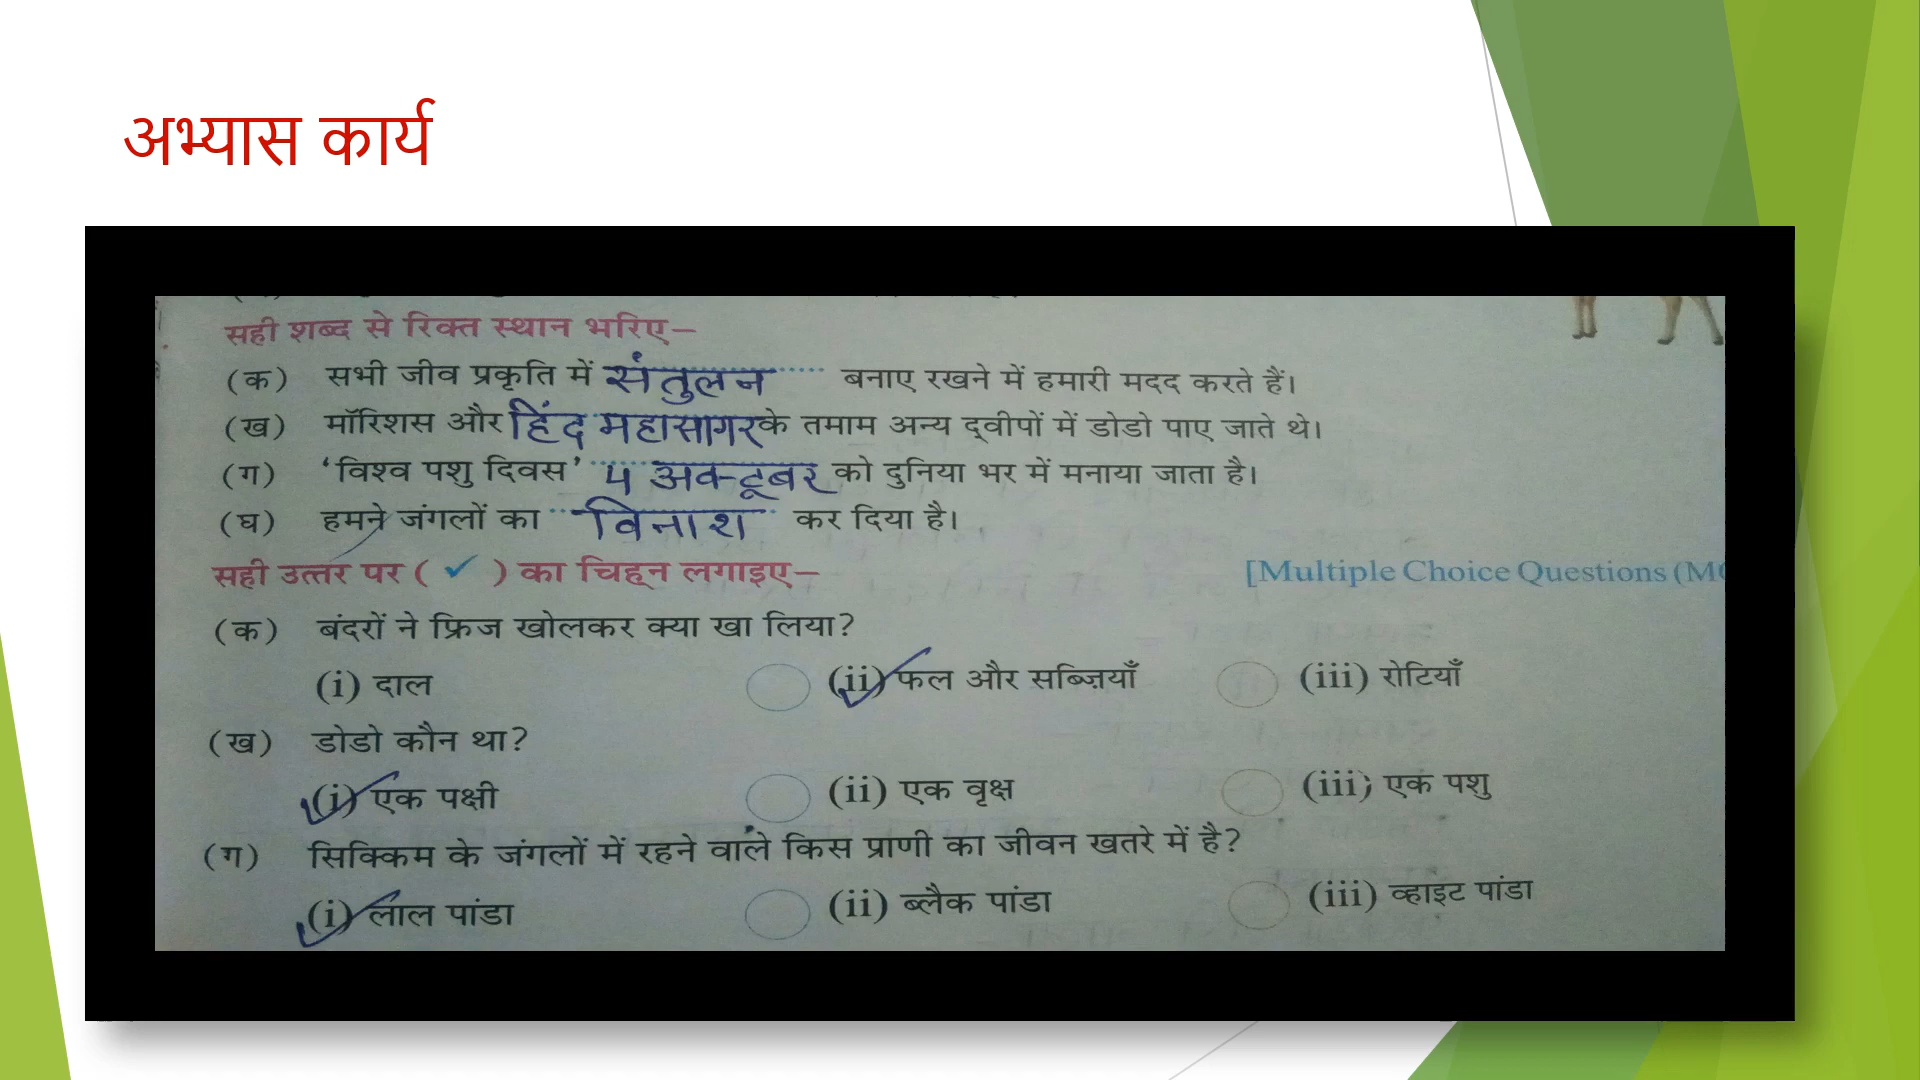 अभ्यास कार्य
सही शब्द से रिक्त स्थान भरिए–
(क) सभी जीव प्रकृति में संतुलन बनाए रखने में हमारी मदद करते हैं।
(ख) मॉरिशस और हिंद महासागर के तमाम अन्य द्वीपों में डोडो पाए जाते थे।
(ग) ‘विश्व पशु दिवस’ 4 अक्टूबर को दुनिया भर में मनाया जाता है।
(घ) हमने जंगलों का विनाश कर दिया है।
सही उत्तर पर ( ✓ ) का चिह्न लगाइए– [Multiple Choice Questions (M
(क) बंदरों ने फ्रिज खोलकर क्या खा लिया?
(i) दाल (ii) फल और सब्ज़ियाँ (iii) रोटियाँ
(ख) डोडो कौन था?
(i) एक पक्षी (ii) एक वृक्ष (iii) एक पशु
(ग) सिक्किम के जंगलों में रहने वाले किस प्राणी का जीवन खतरे में है?
(i) लाल पांडा (ii) ब्लैक पांडा (iii) व्हाइट पांडा